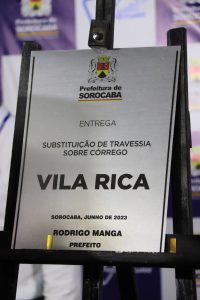 Prefeitura de
SOROCABA
ENTREGA
SUBSTITUIÇÃO DE TRAVESSIA
SOBRE CÓRREGO
VILA RICA
SOROCABA, JUNHO DE 2023
RODRIGO MANGA
PREFEITO